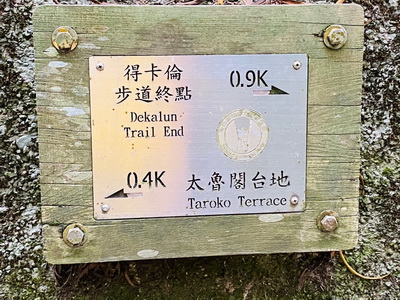 得卡倫
步道終點
0.9K
Dekalun
Trail End
0.4K
太魯閣台地
Taroko Terrace